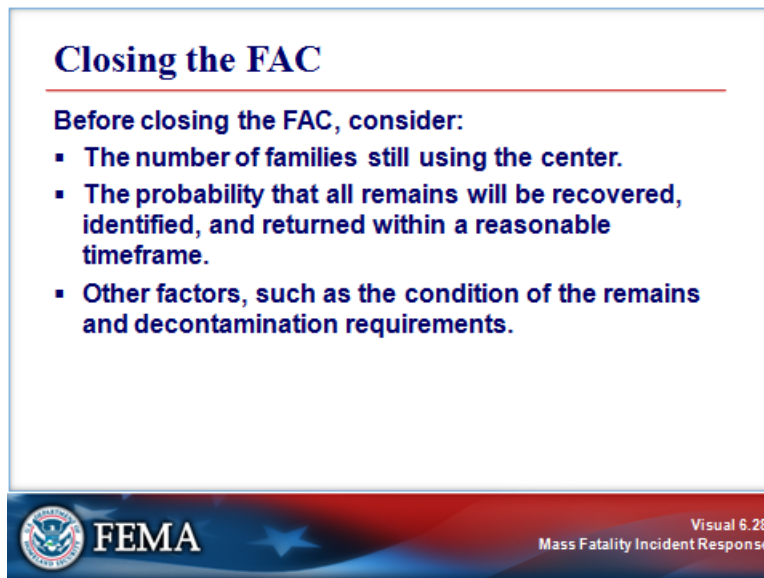 Closing the FAC
Before closing the FAC, consider:
▪ The number of families still using the center.
▪ The probability that all remains will be recovered,
identified, and returned within a reasonable
timeframe.
▪ Other factors, such as the condition of the remains
and decontamination requirements.
FEMA
Visual 6.28
Mass Fatality Incident Response